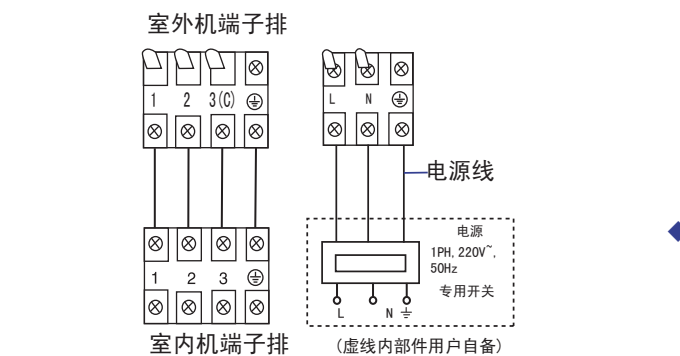 室外机端子排
1 2 3(C)
L N
电源线
电源
1PH, 220V~,
50Hz
专用开关
1 2 3
L N
室内机端子排
(虚线内部件用户自备)